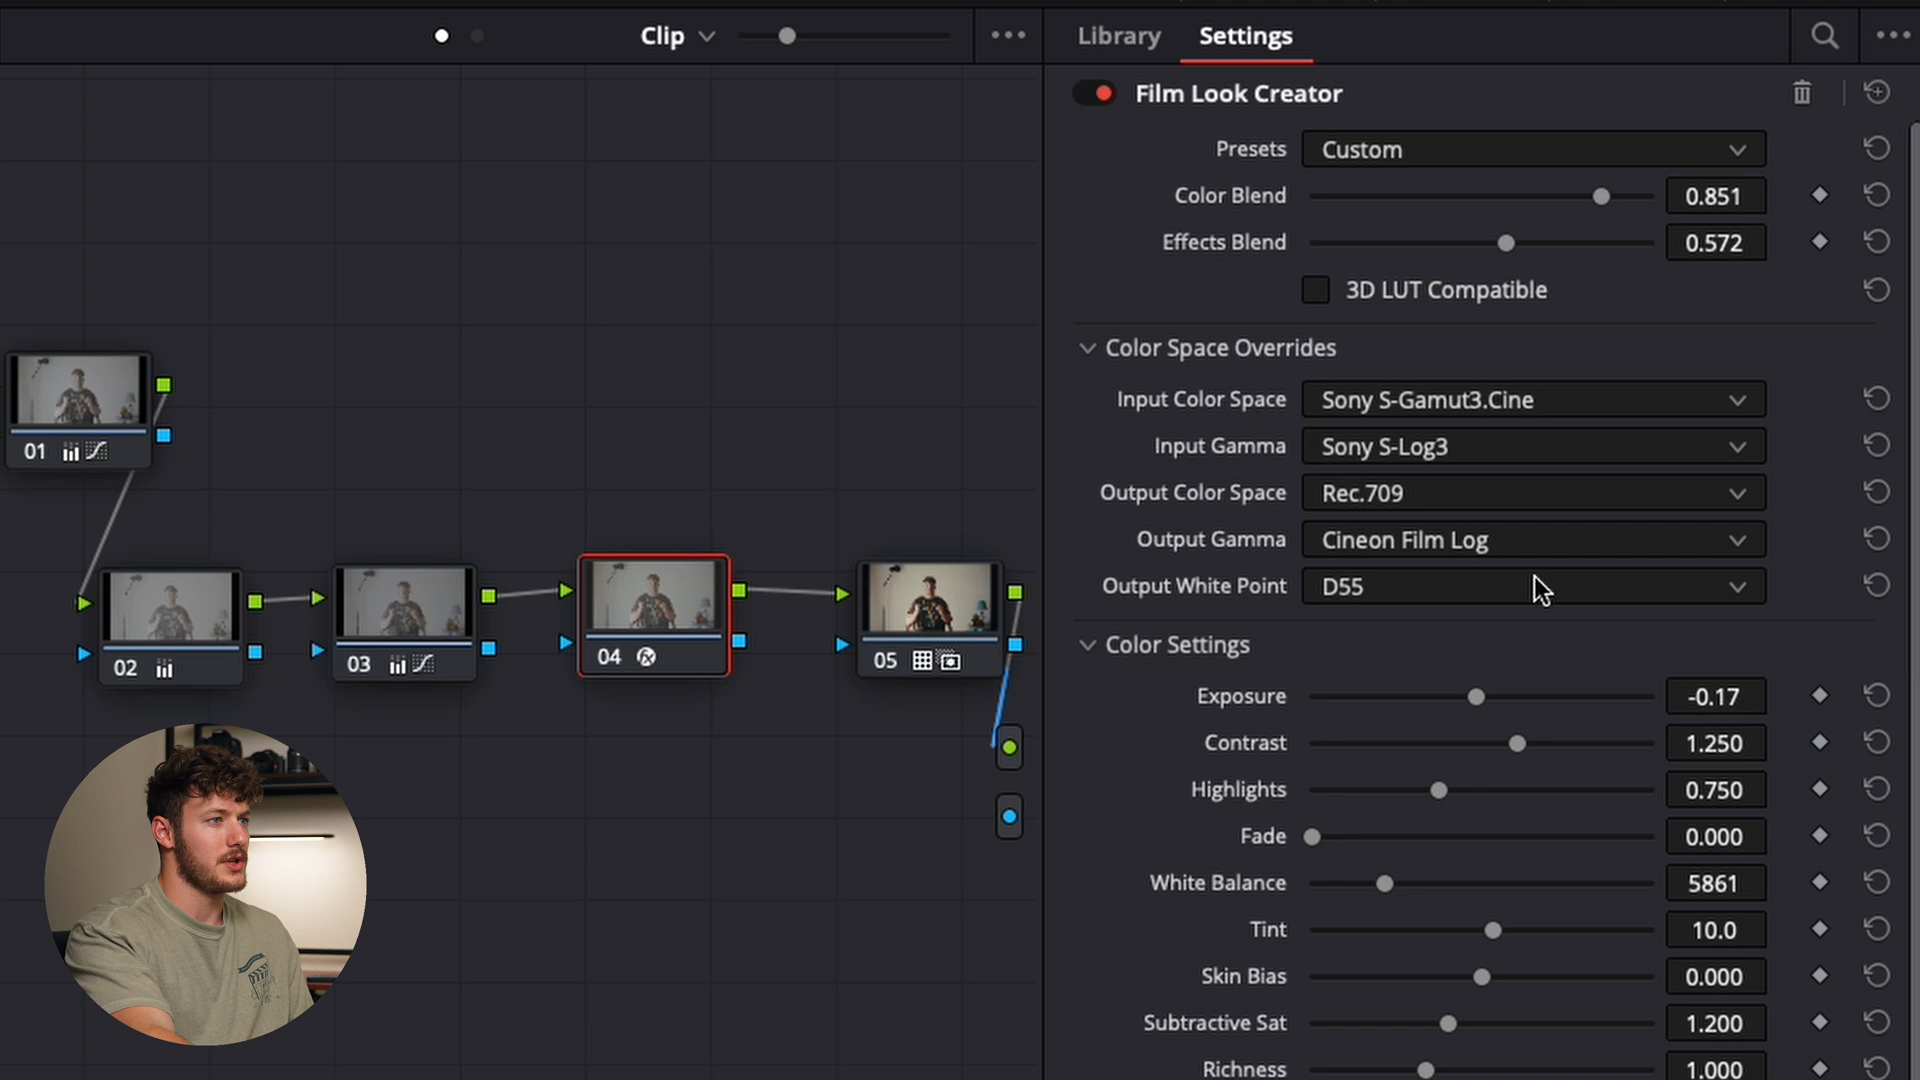 Clip
Library Settings
Film Look Creator
Presets Custom
Color Blend 0.851
Effects Blend 0.572
3D LUT Compatible
Color Space Overrides
Input Color Space Sony S-Gamut3.Cine
Input Gamma Sony S-Log3
Output Color Space Rec.709
Output Gamma Cineon Film Log
Output White Point D55
Color Settings
Exposure -0.17
Contrast 1.250
Highlights 0.750
Fade 0.000
White Balance 5861
Tint 10.0
Skin Bias 0.000
Subtractive Sat 1.200
Richness 1.000
01
02
03
04
05